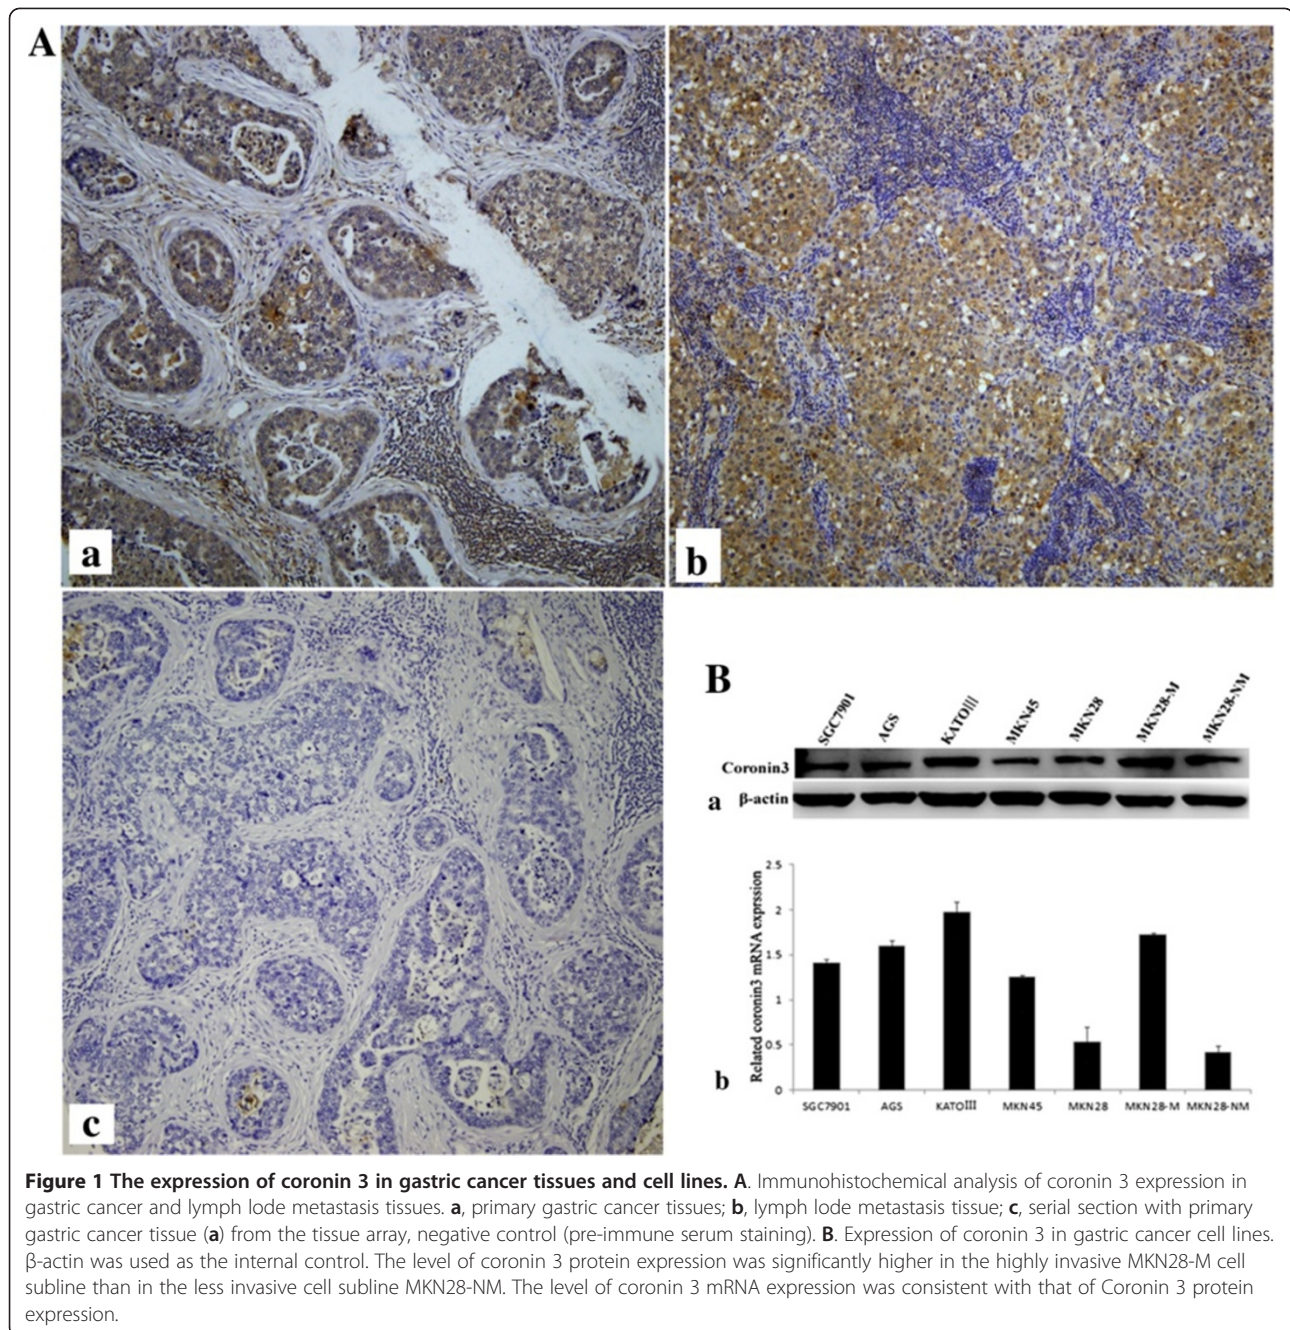 A
a
b
c
B
SGC7901
AGS
KATOIII
MKN45
MKN28
MKN28-M
MKN28-NM
Coronin3
a
β-actin
2.5
2
1.5
1
0.5
0
Related coronin3 mRNA exprssion
b
SGC7901
AGS
KATOIII
MKN45
MKN28
MKN28-M
MKN28-NM
Figure 1 The expression of coronin 3 in gastric cancer tissues and cell lines. A. Immunohistochemical analysis of coronin 3 expression in
gastric cancer and lymph lode metastasis tissues. a, primary gastric cancer tissues; b, lymph lode metastasis tissue; c, serial section with primary
gastric cancer tissue (a) from the tissue array, negative control (pre-immune serum staining). B. Expression of coronin 3 in gastric cancer cell lines.
β-actin was used as the internal control. The level of coronin 3 protein expression was significantly higher in the highly invasive MKN28-M cell
subline than in the less invasive cell subline MKN28-NM. The level of coronin 3 mRNA expression was consistent with that of Coronin 3 protein
expression.